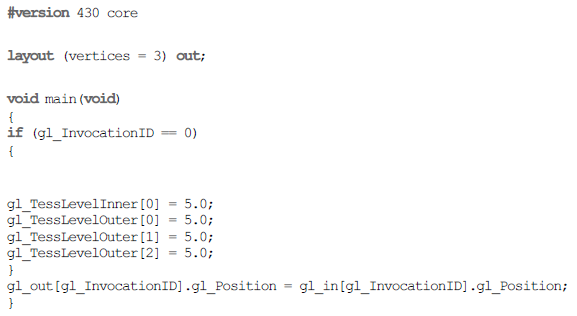 #version 430 core
layout (vertices = 3) out;
void main(void)
{
if (gl_InvocationID == 0)
{
gl_TessLevelInner[0] = 5.0;
gl_TessLevelOuter[0] = 5.0;
gl_TessLevelOuter[1] = 5.0;
gl_TessLevelOuter[2] = 5.0;
}
gl_out[gl_InvocationID].gl_Position = gl_in[gl_InvocationID].gl_Position;
}